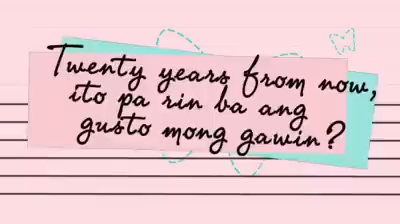 Twenty years from now,
ito pa rin ba ang
gusto mong gawin?